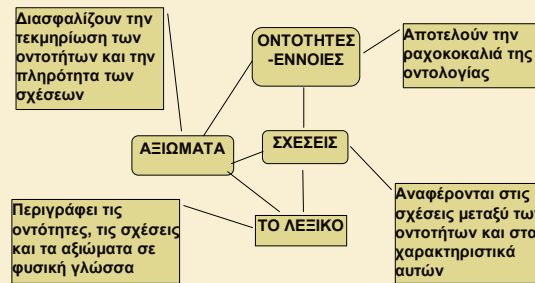 Διασφαλίζουν την
τεκμηρίωση των
οντοτήτων και την
πληρότητα των
σχέσεων
ΟΝΤΟΤΗΤΕΣ
-ΕΝΝΟΙΕΣ
Αποτελούν την
ραχοκοκαλιά της
οντολογίας
ΑΞΙΩΜΑΤΑ
ΣΧΕΣΕΙΣ
Περιγράφει τις
οντότητες, τις σχέσεις
και τα αξιώματα σε
φυσική γλώσσα
ΤΟ ΛΕΞΙΚΟ
Αναφέρονται στις
σχέσεις μεταξύ των
οντοτήτων και στα
χαρακτηριστικά
αυτών